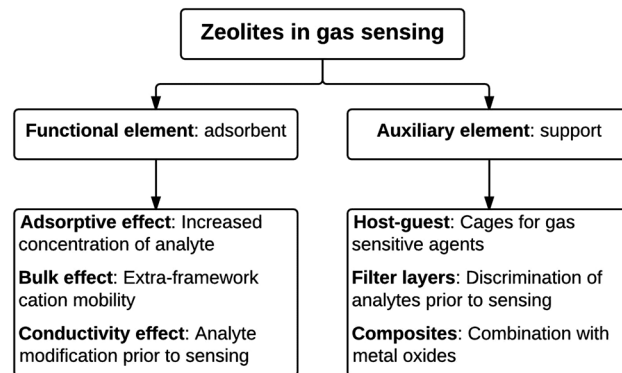 Zeolites in gas sensing
Functional element: adsorbent
Auxiliary element: support
Adsorptive effect: Increased
concentration of analyte
Bulk effect: Extra-framework
cation mobility
Conductivity effect: Analyte
modification prior to sensing
Host-guest: Cages for gas
sensitive agents
Filter layers: Discrimination of
analytes prior to sensing
Composites: Combination with
metal oxides